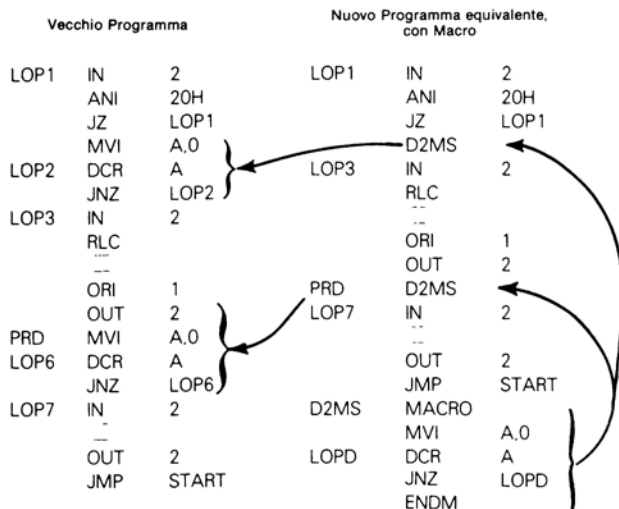 Vecchio Programma
LOP1 IN 2
ANI 20H
JZ LOP1
MVI A,0
LOP2 DCR A
JNZ LOP2
LOP3 IN 2
RLC
---
ORI 1
OUT 2
PRD MVI A,0
LOP6 DCR A
JNZ LOP6
LOP7 IN 2
---
OUT 2
JMP START
Nuovo Programma equivalente,
con Macro
LOP1 IN 2
ANI 20H
JZ LOP1
D2MS
LOP3 IN 2
RLC
---
ORI 1
OUT 2
PRD D2MS
LOP7 IN 2
---
OUT 2
JMP START
D2MS MACRO
MVI A,0
LOPD DCR A
JNZ LOPD
ENDM